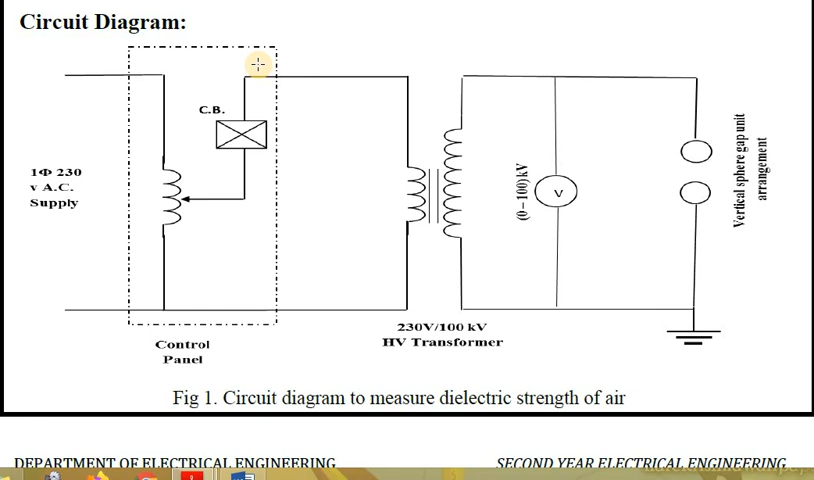 Circuit Diagram:
C.B.
1Φ 230
v A.C.
Supply
(0–100)kV
V
Vertical sphere gap unit
arrangement
230V/100 kV
HV Transformer
Control
Panel
Fig 1. Circuit diagram to measure dielectric strength of air
DEPARTMENT OF ELECTRICAL ENGINEERING
SECOND YEAR ELECTRICAL ENGINEERING